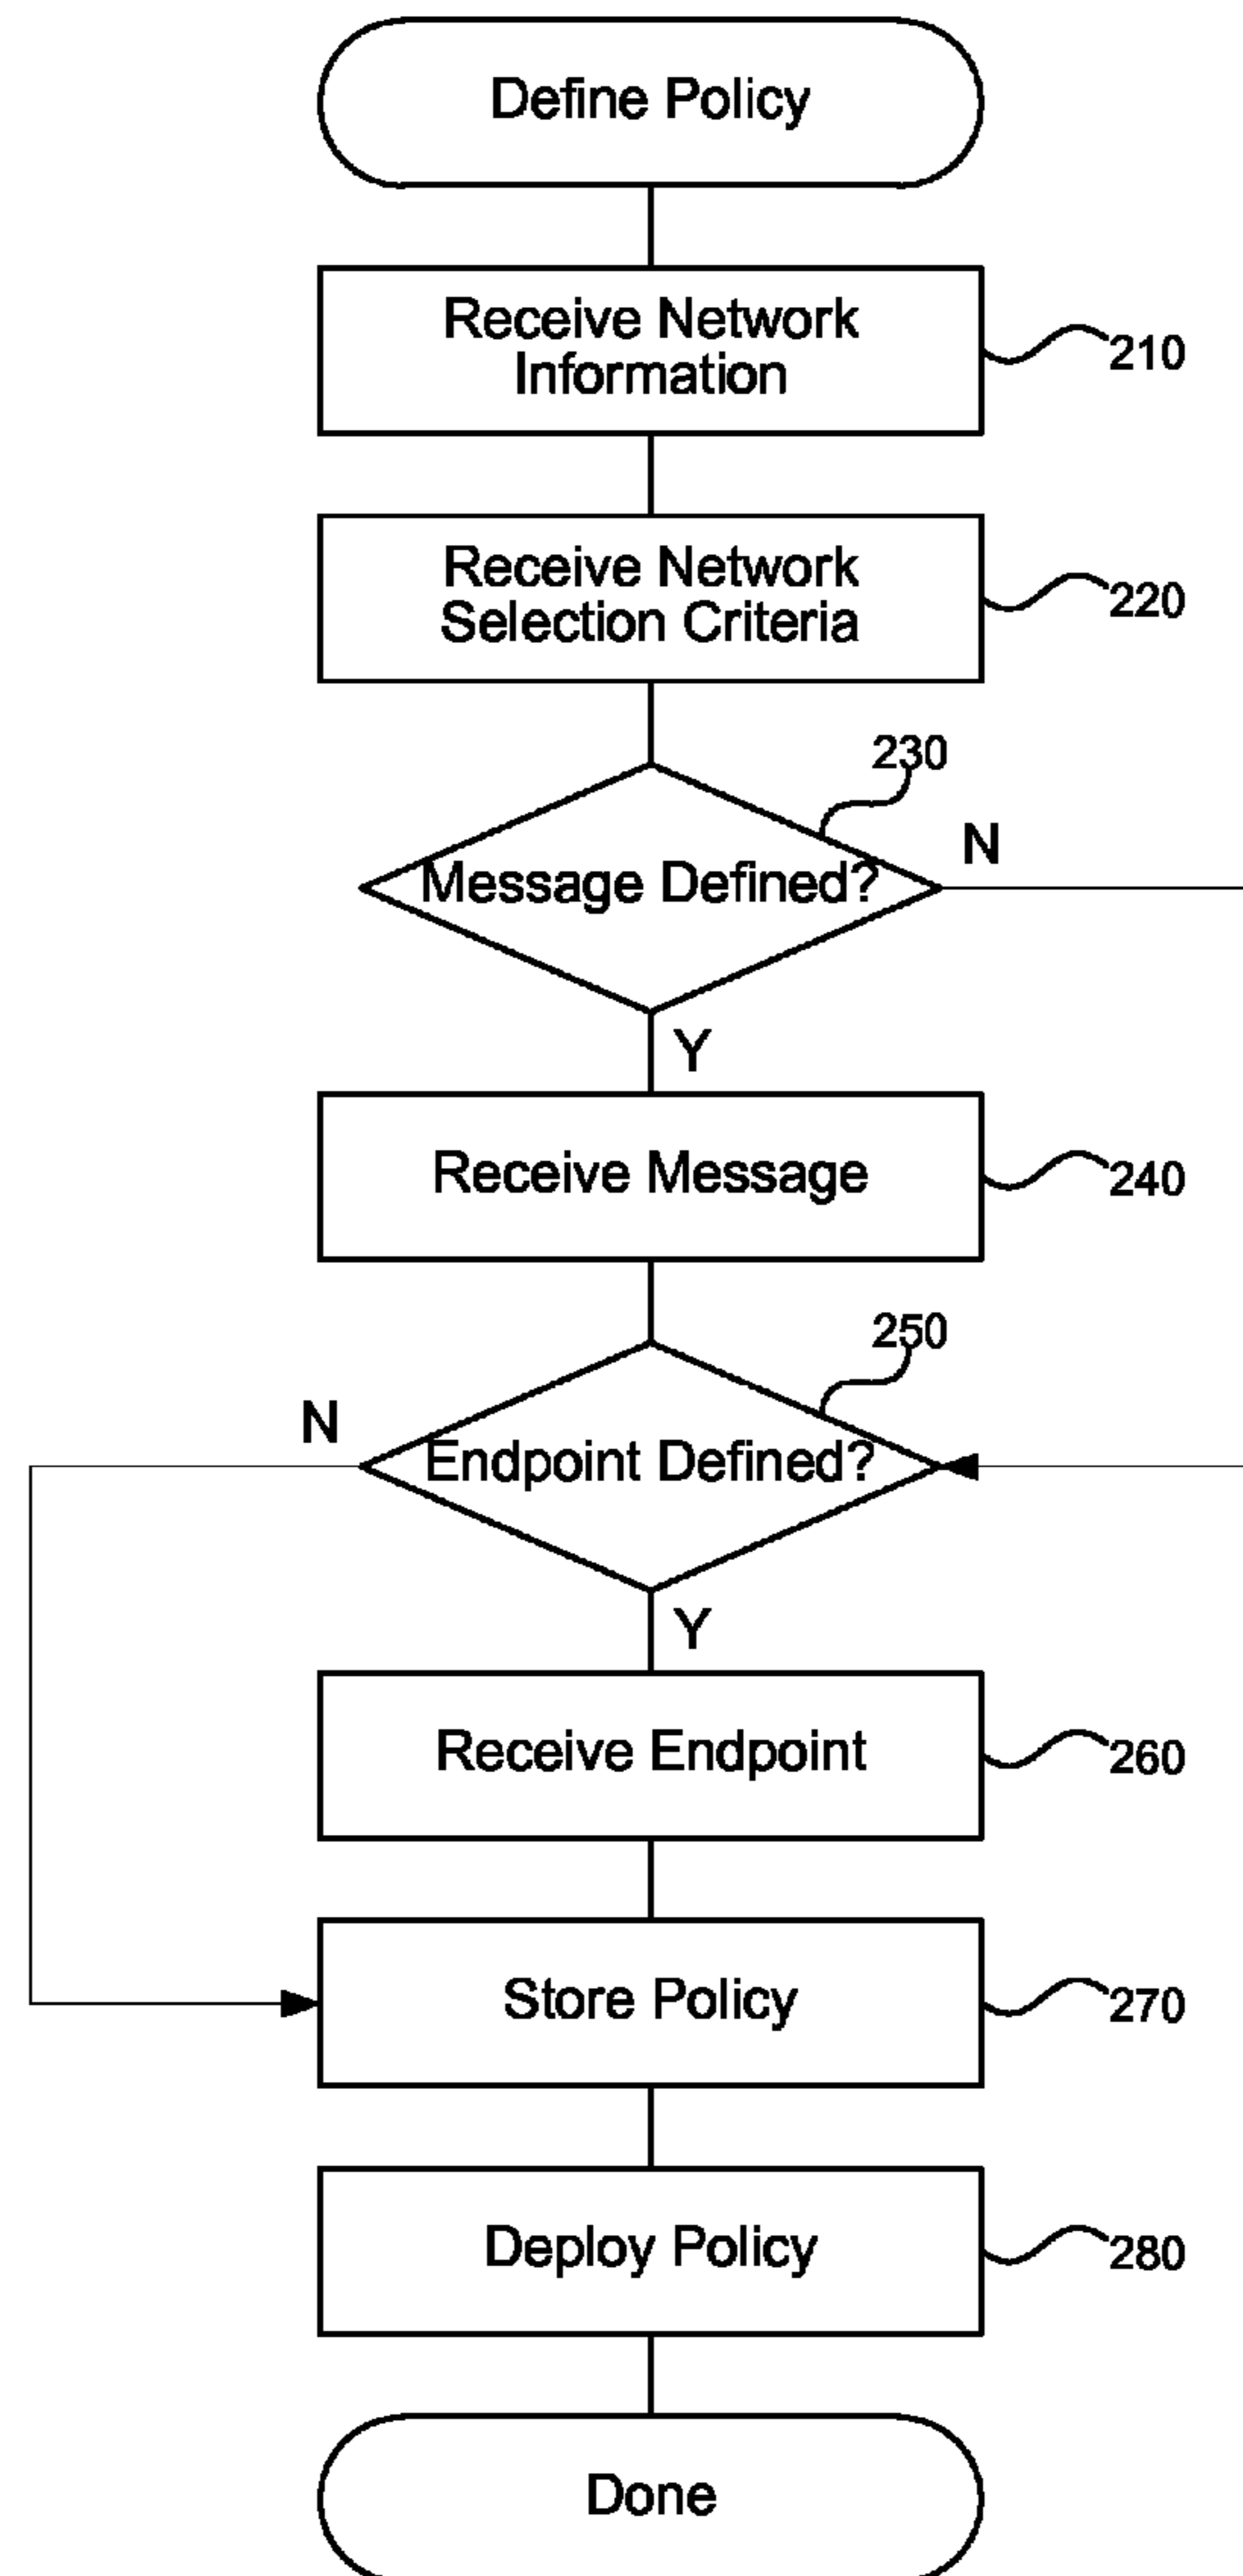 Define Policy
Receive Network
Information
210
Receive Network
Selection Criteria
220
230
Message Defined?
N
Y
Receive Message
240
250
N
Endpoint Defined?
Y
Receive Endpoint
260
Store Policy
270
Deploy Policy
280
Done